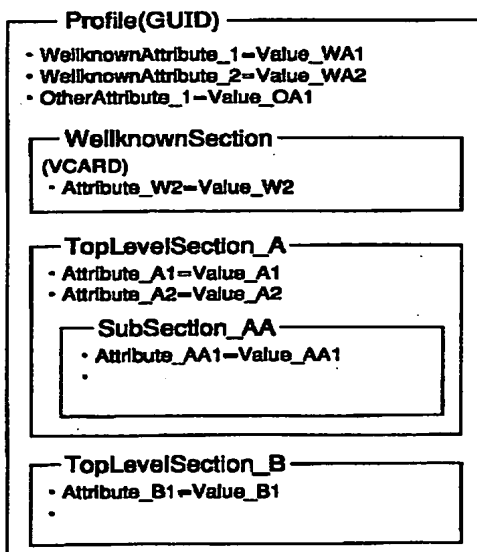 Profile(GUID)
• WellknownAttribute_1=Value_WA1
• WellknownAttribute_2=Value_WA2
• OtherAttribute_1=Value_OA1
WellknownSection
(VCARD)
• Attribute_W2=Value_W2
TopLevelSection_A
• Attribute_A1=Value_A1
• Attribute_A2=Value_A2
SubSection_AA
• Attribute_AA1=Value_AA1
•
TopLevelSection_B
• Attribute_B1=Value_B1
•